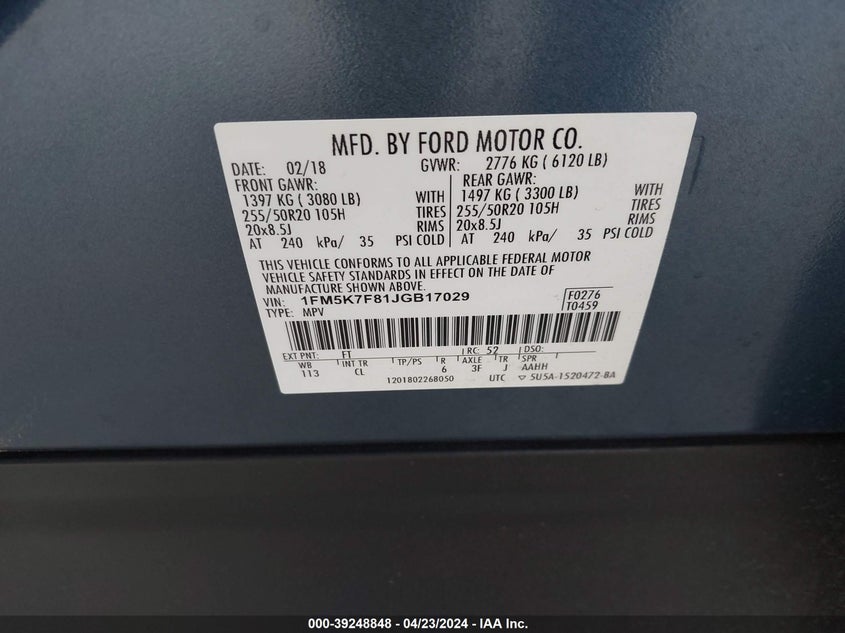 MFD. BY FORD MOTOR CO.
DATE: 02/18 GVWR: 2776 KG ( 6120 LB)
FRONT GAWR: REAR GAWR:
1397 KG ( 3080 LB) WITH 1497 KG ( 3300 LB) WITH
255/50R20 105H TIRES 255/50R20 105H TIRES
20x8.5J RIMS 20x8.5J RIMS
AT 240 kPa/ 35 PSI COLD AT 240 kPa/ 35 PSI COLD
THIS VEHICLE CONFORMS TO ALL APPLICABLE FEDERAL MOTOR
VEHICLE SAFETY STANDARDS IN EFFECT ON THE DATE OF
MANUFACTURE SHOWN ABOVE.
VIN: 1FM5K7F81JGB17029 F0276
TYPE: MPV T0459
EXT PNT: FT RC: 52 DSO:
WB INT TR TP/PS R AXLE TR SPR
113 CL 6 3F J AAHH
1201802268050 UTC ▽ 5U5A-1520472-BA
000-39248848 - 04/23/2024 - IAA Inc.